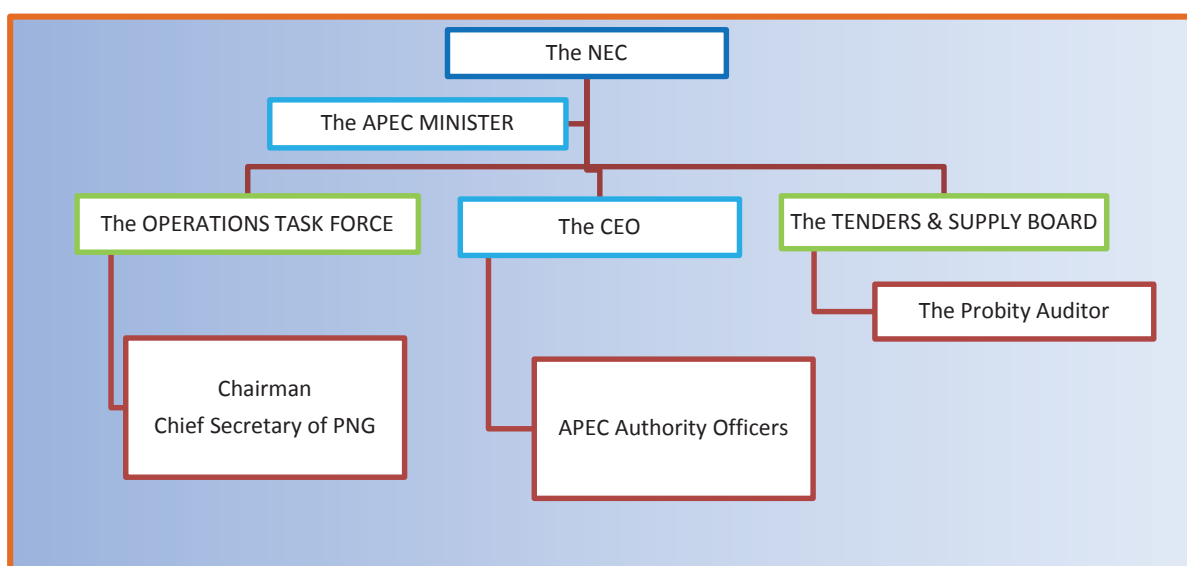 The NEC
The APEC MINISTER
The OPERATIONS TASK FORCE
The CEO
The TENDERS & SUPPLY BOARD
The Probity Auditor
Chairman
Chief Secretary of PNG
APEC Authority Officers